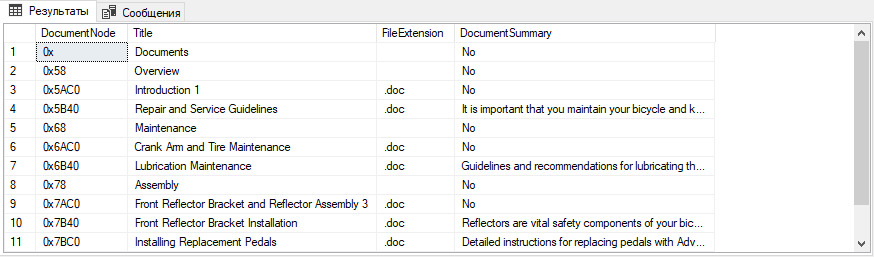 Результаты Сообщения
DocumentNode Title FileExtension DocumentSummary
1 0x Documents No
2 0x58 Overview No
3 0x5AC0 Introduction 1 .doc No
4 0x5B40 Repair and Service Guidelines .doc It is important that you maintain your bicycle and k...
5 0x68 Maintenance No
6 0x6AC0 Crank Arm and Tire Maintenance .doc No
7 0x6B40 Lubrication Maintenance .doc Guidelines and recommendations for lubricating th...
8 0x78 Assembly No
9 0x7AC0 Front Reflector Bracket and Reflector Assembly 3 .doc No
10 0x7B40 Front Reflector Bracket Installation .doc Reflectors are vital safety components of your bic...
11 0x7BC0 Installing Replacement Pedals .doc Detailed instructions for replacing pedals with Adv...